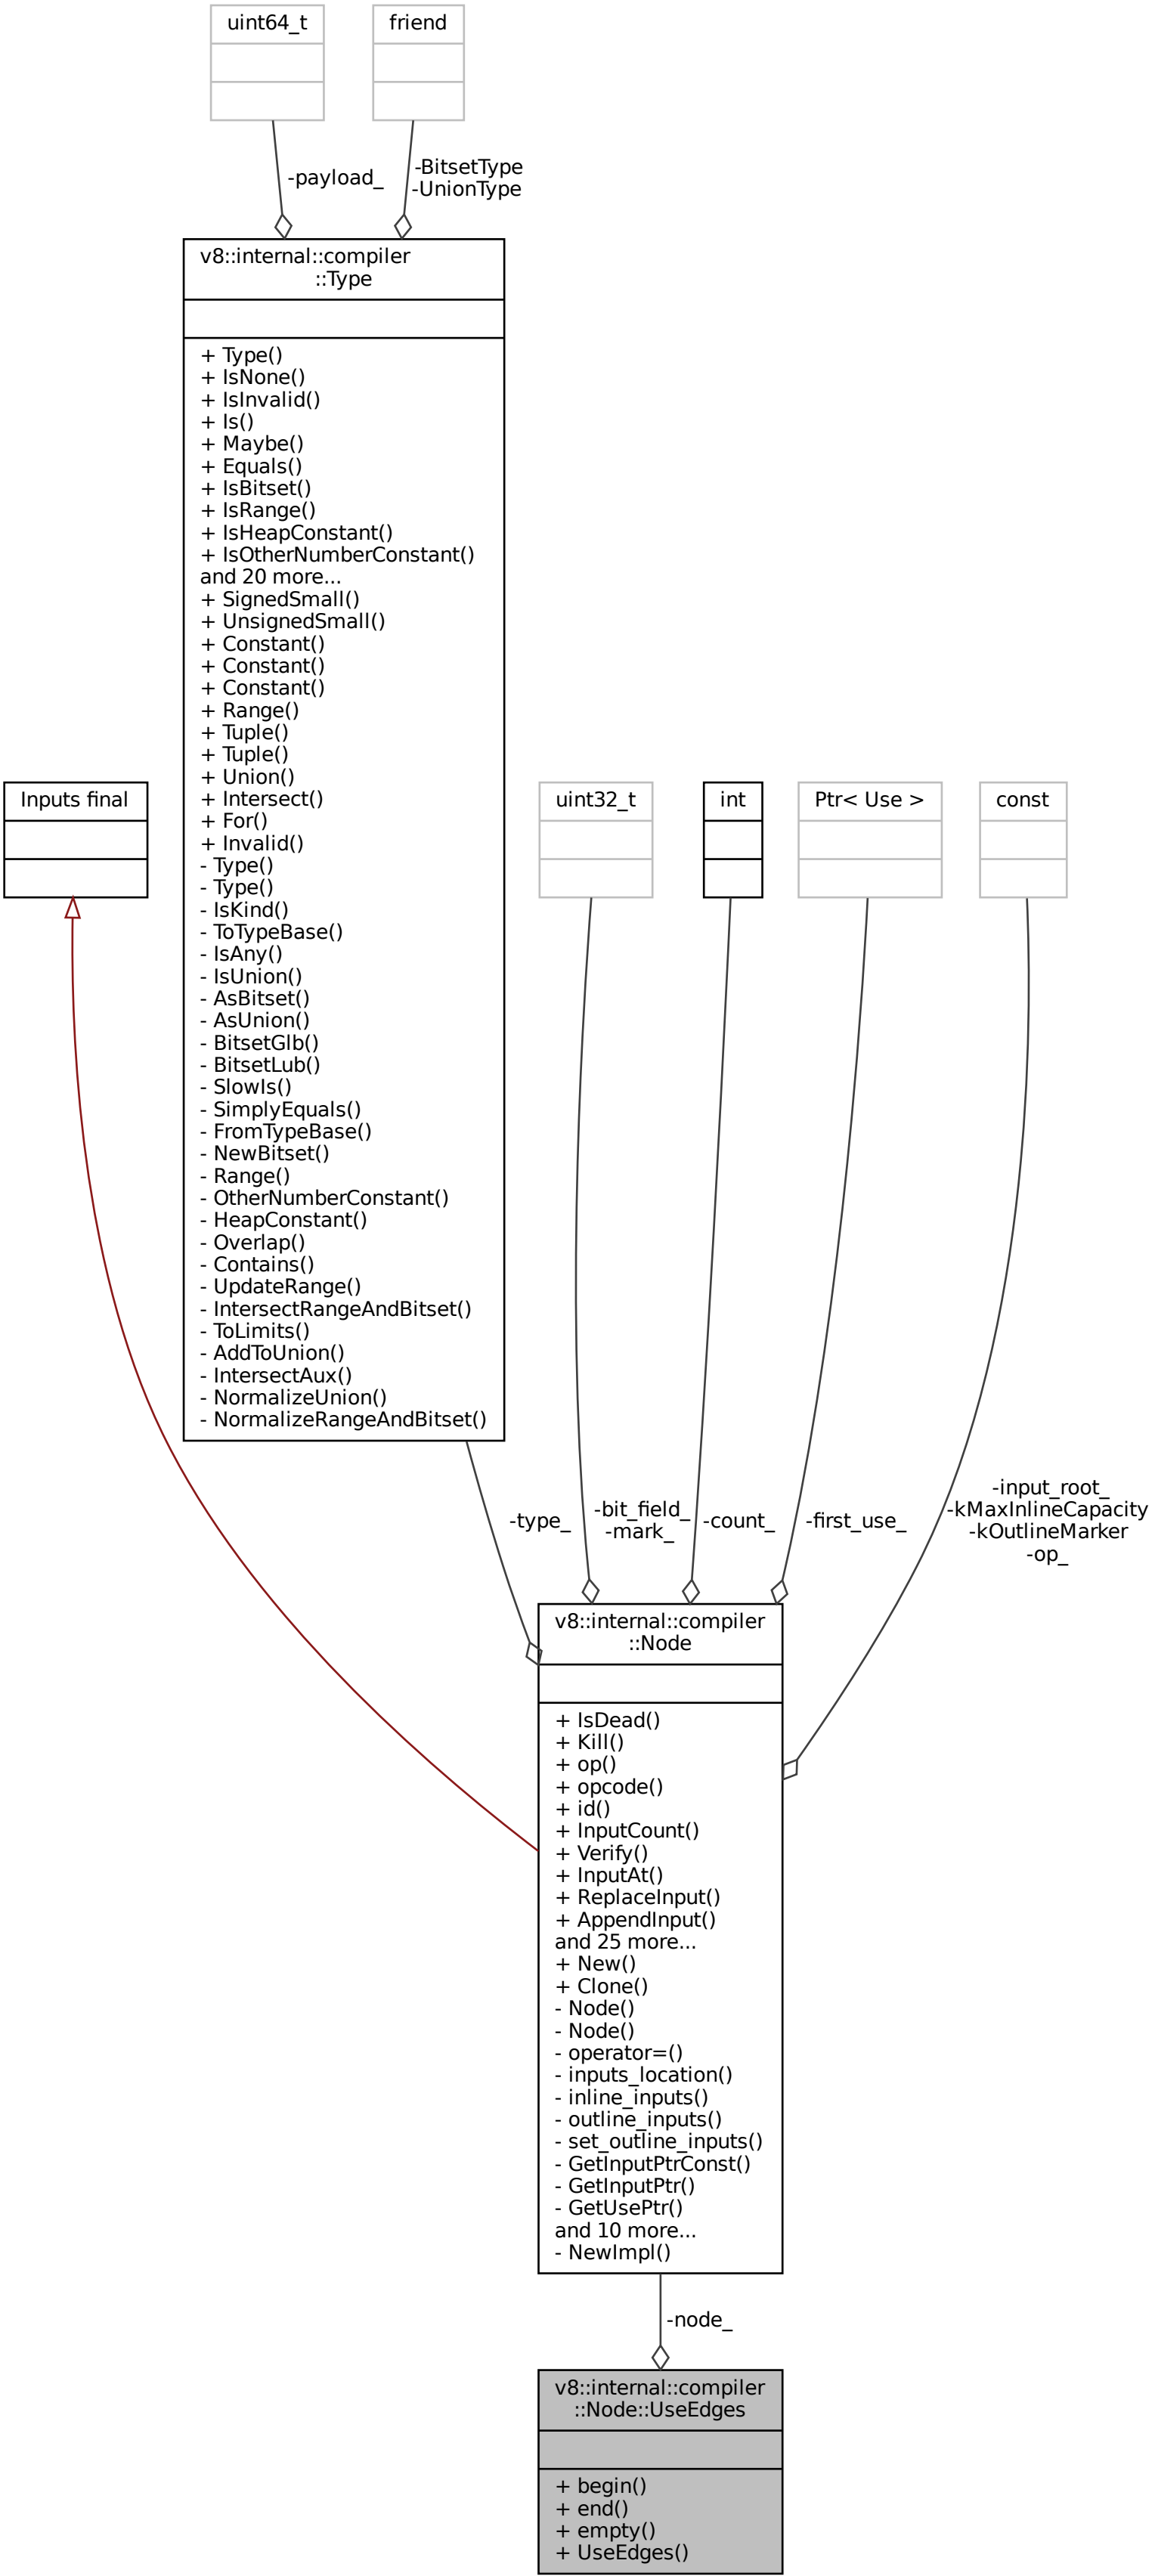 uint64_t
friend
-payload_
-BitsetType
-UnionType
v8::internal::compiler
::Type
+ Type()
+ IsNone()
+ IsInvalid()
+ Is()
+ Maybe()
+ Equals()
+ IsBitset()
+ IsRange()
+ IsHeapConstant()
+ IsOtherNumberConstant()
and 20 more...
+ SignedSmall()
+ UnsignedSmall()
+ Constant()
+ Constant()
+ Constant()
+ Range()
+ Tuple()
+ Tuple()
+ Union()
+ Intersect()
+ For()
+ Invalid()
- Type()
- Type()
- IsKind()
- ToTypeBase()
- IsAny()
- IsUnion()
- AsBitset()
- AsUnion()
- BitsetGlb()
- BitsetLub()
- SlowIs()
- SimplyEquals()
- FromTypeBase()
- NewBitset()
- Range()
- OtherNumberConstant()
- HeapConstant()
- Overlap()
- Contains()
- UpdateRange()
- IntersectRangeAndBitset()
- ToLimits()
- AddToUnion()
- IntersectAux()
- NormalizeUnion()
- NormalizeRangeAndBitset()
Inputs final
uint32_t
int
Ptr< Use >
const
-type_
-bit_field_
-mark_
-count_
-first_use_
-input_root_
-kMaxInlineCapacity
-kOutlineMarker
-op_
v8::internal::compiler
::Node
+ IsDead()
+ Kill()
+ op()
+ opcode()
+ id()
+ InputCount()
+ Verify()
+ InputAt()
+ ReplaceInput()
+ AppendInput()
and 25 more...
+ New()
+ Clone()
- Node()
- Node()
- operator=()
- inputs_location()
- inline_inputs()
- outline_inputs()
- set_outline_inputs()
- GetInputPtrConst()
- GetInputPtr()
- GetUsePtr()
and 10 more...
- NewImpl()
-node_
v8::internal::compiler
::Node::UseEdges
+ begin()
+ end()
+ empty()
+ UseEdges()